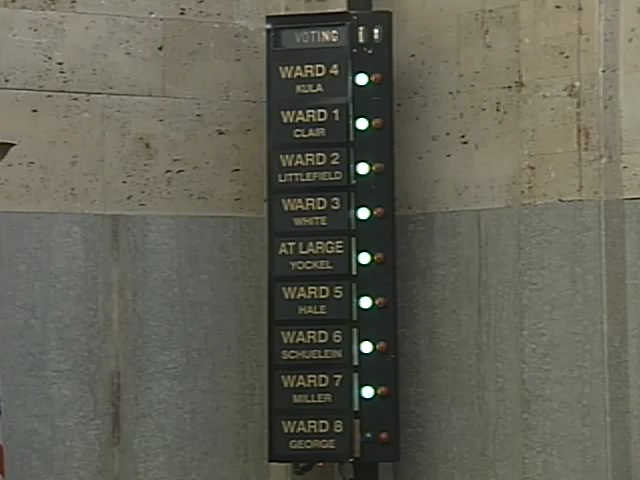 VOTING
WARD 4
KULA
WARD 1
CLAIR
WARD 2
LITTLEFIELD
WARD 3
WHITE
AT LARGE
YOCKEL
WARD 5
HALE
WARD 6
SCHUELEIN
WARD 7
MILLER
WARD 8
GEORGE